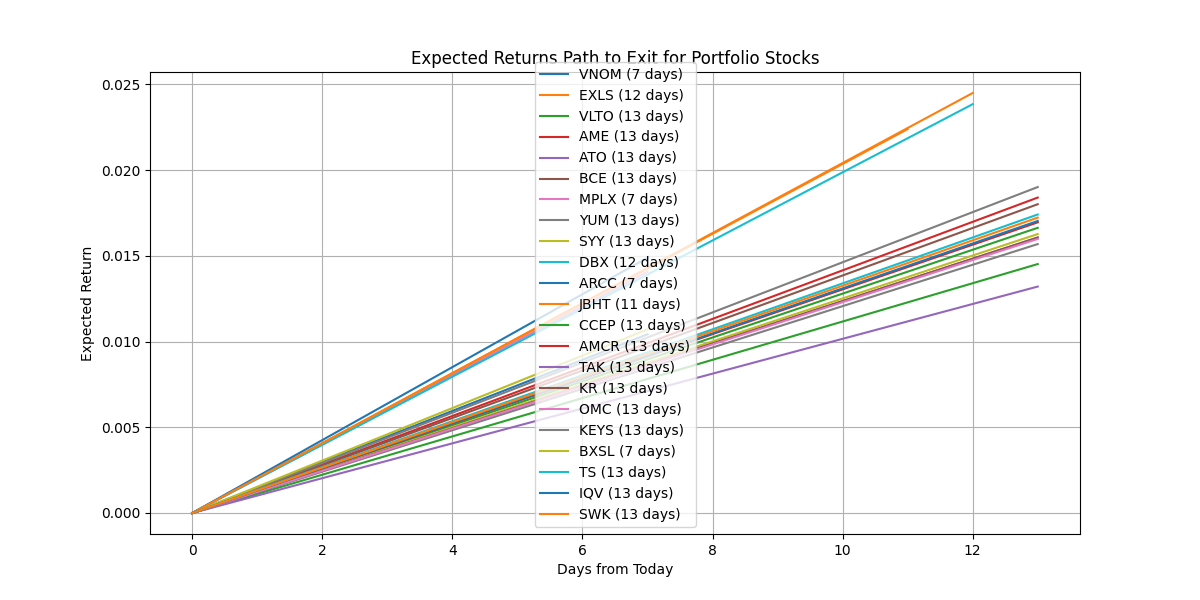 Expected Returns Path to Exit for Portfolio Stocks
VNOM (7 days)
EXLS (12 days)
VLTO (13 days)
AME (13 days)
ATO (13 days)
BCE (13 days)
MPLX (7 days)
YUM (13 days)
SYY (13 days)
DBX (12 days)
ARCC (7 days)
JBHT (11 days)
CCEP (13 days)
AMCR (13 days)
TAK (13 days)
KR (13 days)
OMC (13 days)
KEYS (13 days)
BXSL (7 days)
TS (13 days)
IQV (13 days)
SWK (13 days)
Expected Return
0.025
0.020
0.015
0.010
0.005
0.000
0 2 4 6 8 10 12
Days from Today